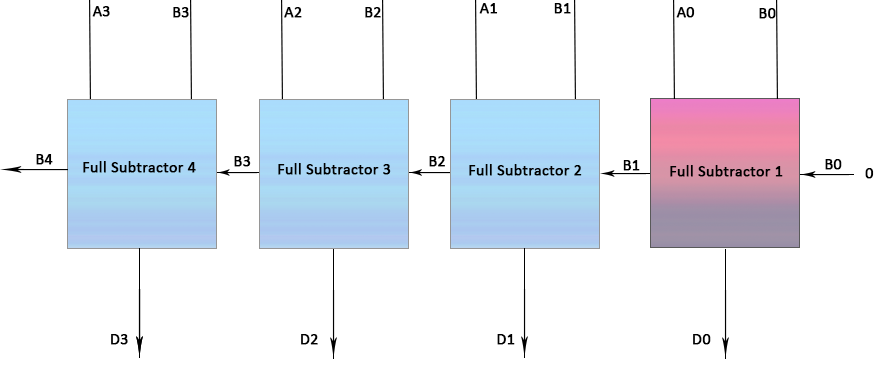 A3 B3 A2 B2 A1 B1 A0 B0
B4 Full Subtractor 4 B3 Full Subtractor 3 B2 Full Subtractor 2 B1 Full Subtractor 1 B0 0
D3 D2 D1 D0